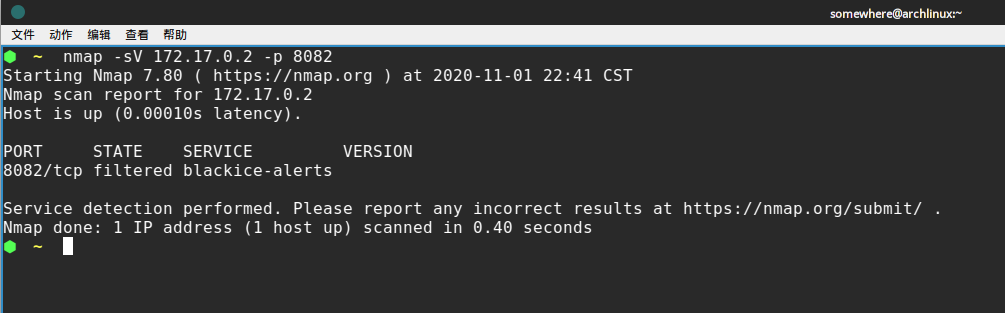 somewhere@archlinux:~
文件 动作 编辑 查看 帮助
~ nmap -sV 172.17.0.2 -p 8082
Starting Nmap 7.80 ( https://nmap.org ) at 2020-11-01 22:41 CST
Nmap scan report for 172.17.0.2
Host is up (0.00010s latency).
PORT     STATE    SERVICE         VERSION
8082/tcp filtered blackice-alerts
Service detection performed. Please report any incorrect results at https://nmap.org/submit/ .
Nmap done: 1 IP address (1 host up) scanned in 0.40 seconds
~